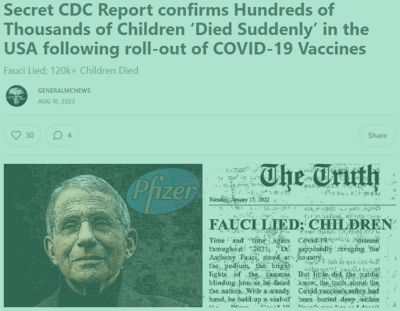 Secret CDC Report confirms Hundreds of
Thousands of Children ‘Died Suddenly’ in the
USA following roll-out of COVID-19 Vaccines
Fauci Lied; 120k+ Children Died
GENERALMCNEWS
AUG 10, 2023
30
4
Share
Pfizer
The Truth
Tuesday, January 17, 2022
FAUCI LIED; CHILDREN
Time and time again
throughout 2021, Dr.
Anthony Fauci, stood at
the podium, the bright
lights of the cameras
blinding him as he faced
the nation. With a steady
hand, he held up a vial of
Covid-19 disease
supposedly ravaging the
country.
But little did the public
know, the truth about the
Covid vaccine's safety had
been buried deep within